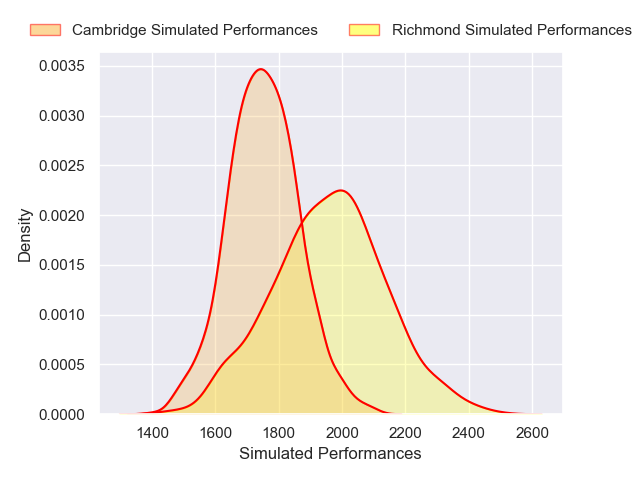 Cambridge Simulated Performances Richmond Simulated Performances
0.0035
0.0030
0.0025
0.0020
0.0015
0.0010
0.0005
0.0000
Density
1400 1600 1800 2000 2200 2400 2600
Simulated Performances